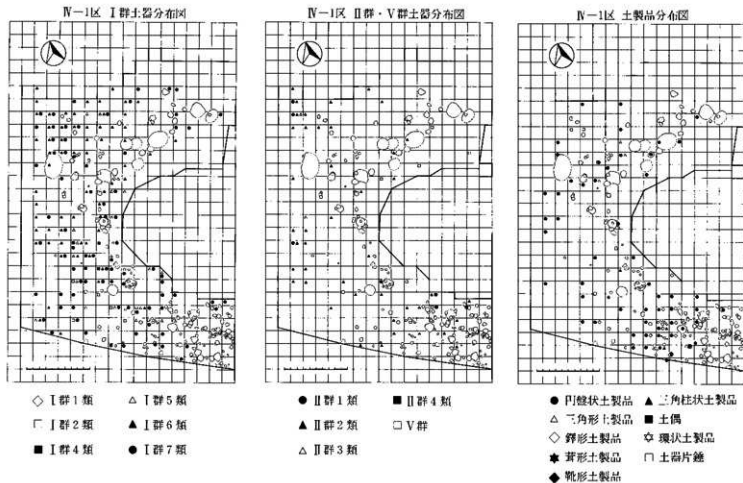 Ⅳ−1区 Ⅰ群土器分布図
Ⅳ−1区 Ⅱ群・Ⅴ群土器分布図
Ⅳ−1区 土製品分布図
◇ Ⅰ群1類 △ Ⅰ群5類
□ Ⅰ群2類 ▲ Ⅰ群6類
■ Ⅰ群4類 ● Ⅰ群7類
● Ⅱ群1類 ■ Ⅱ群4類
▲ Ⅱ群2類 □ Ⅴ群
△ Ⅱ群3類
● 円盤状土製品 ▲ 三角柱状土製品
△ 三角形土製品 ■ 土偶
◇ 鐸形土製品 ✡ 環状土製品
★ 茸形土製品 □ 土器片錘
◆ 靴形土製品